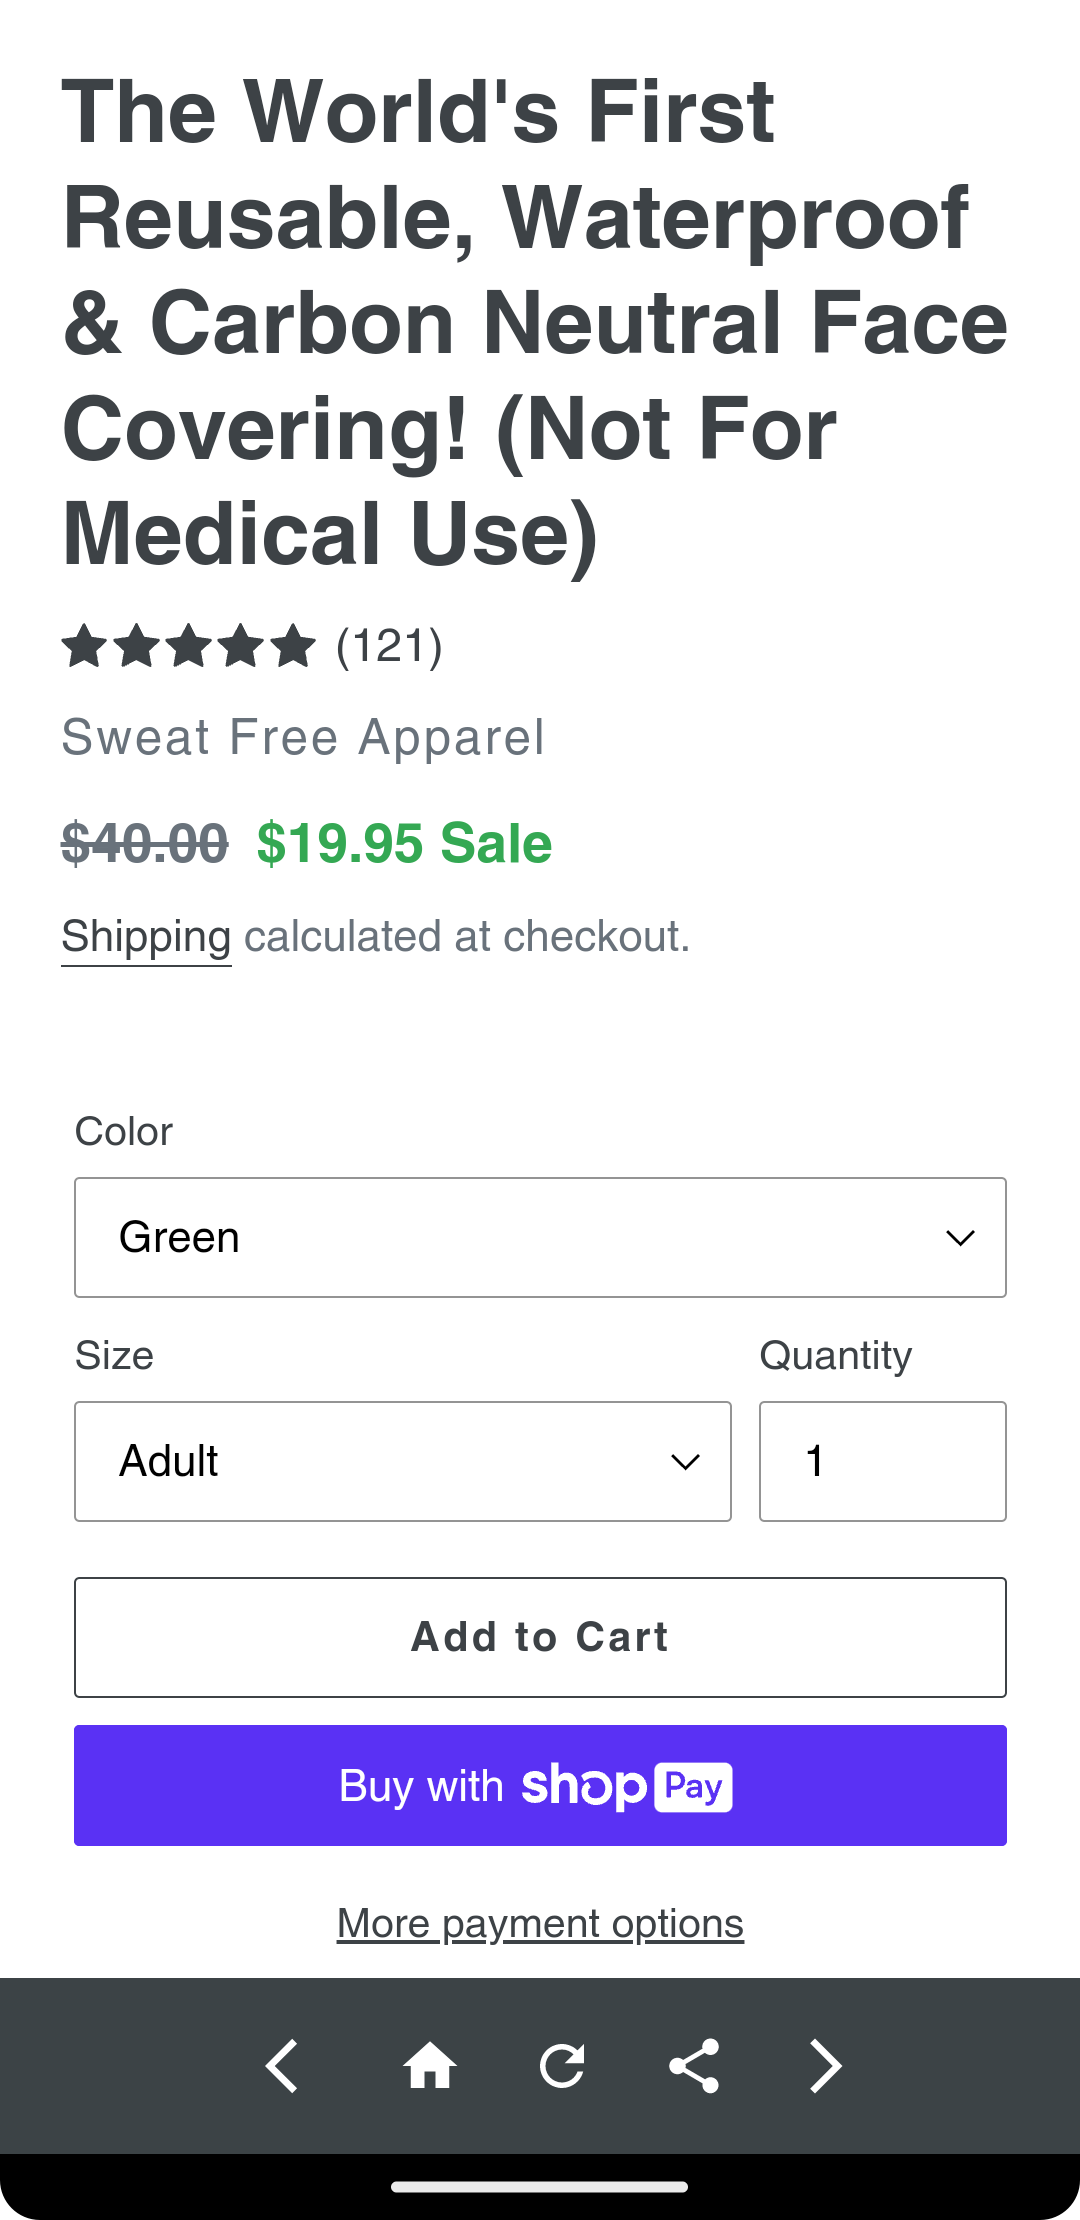 The World's First
Reusable, Waterproof
& Carbon Neutral Face
Covering! (Not For
Medical Use)
(121)
Sweat Free Apparel
$40.00 $19.95 Sale
Shipping calculated at checkout.
Color
Green
Size Quantity
Adult 1
Add to Cart
Buy with shop Pay
More payment options